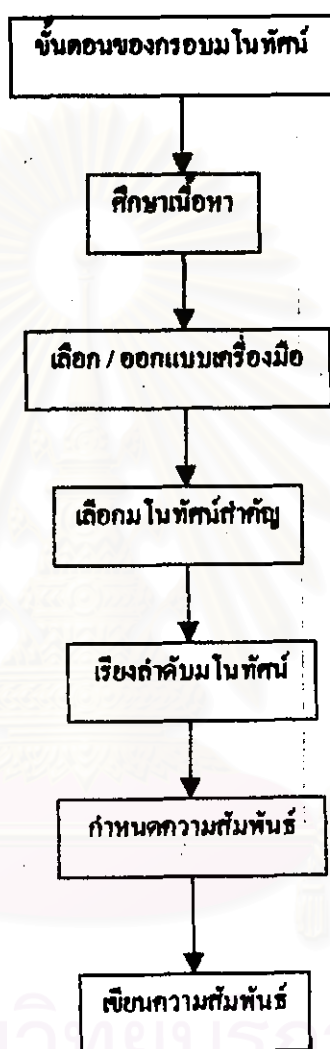 ขั้นตอนของกรอบมโนทัศน์
ศึกษาเนื้อหา
เลือก / ออกแบบเครื่องมือ
เลือกมโนทัศน์สำคัญ
เรียงลำดับมโนทัศน์
กำหนดความสัมพันธ์
เขียนความสัมพันธ์